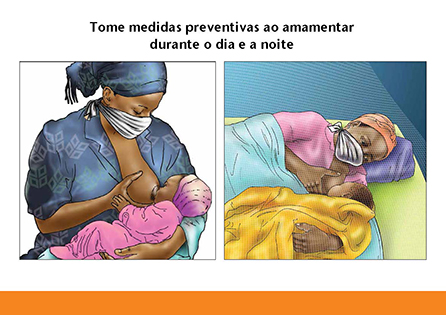 Tome medidas preventivas ao amamentar
durante o dia e a noite